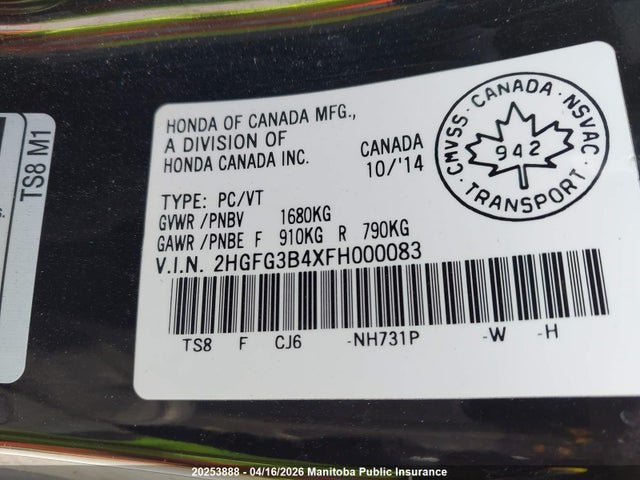 TS8 M1
HONDA OF CANADA MFG.,
A DIVISION OF
HONDA CANADA INC.
CANADA
10/'14
CMVSS · CANADA · NSVAC
942
· TRANSPORT ·
TYPE: PC/VT
GVWR /PNBV 1680KG
GAWR /PNBE F 910KG R 790KG
V.I.N. 2HGFG3B4XFH000083
TS8 F CJ6 -NH731P -W -H
20253888 - 04/16/2026 Manitoba Public Insurance